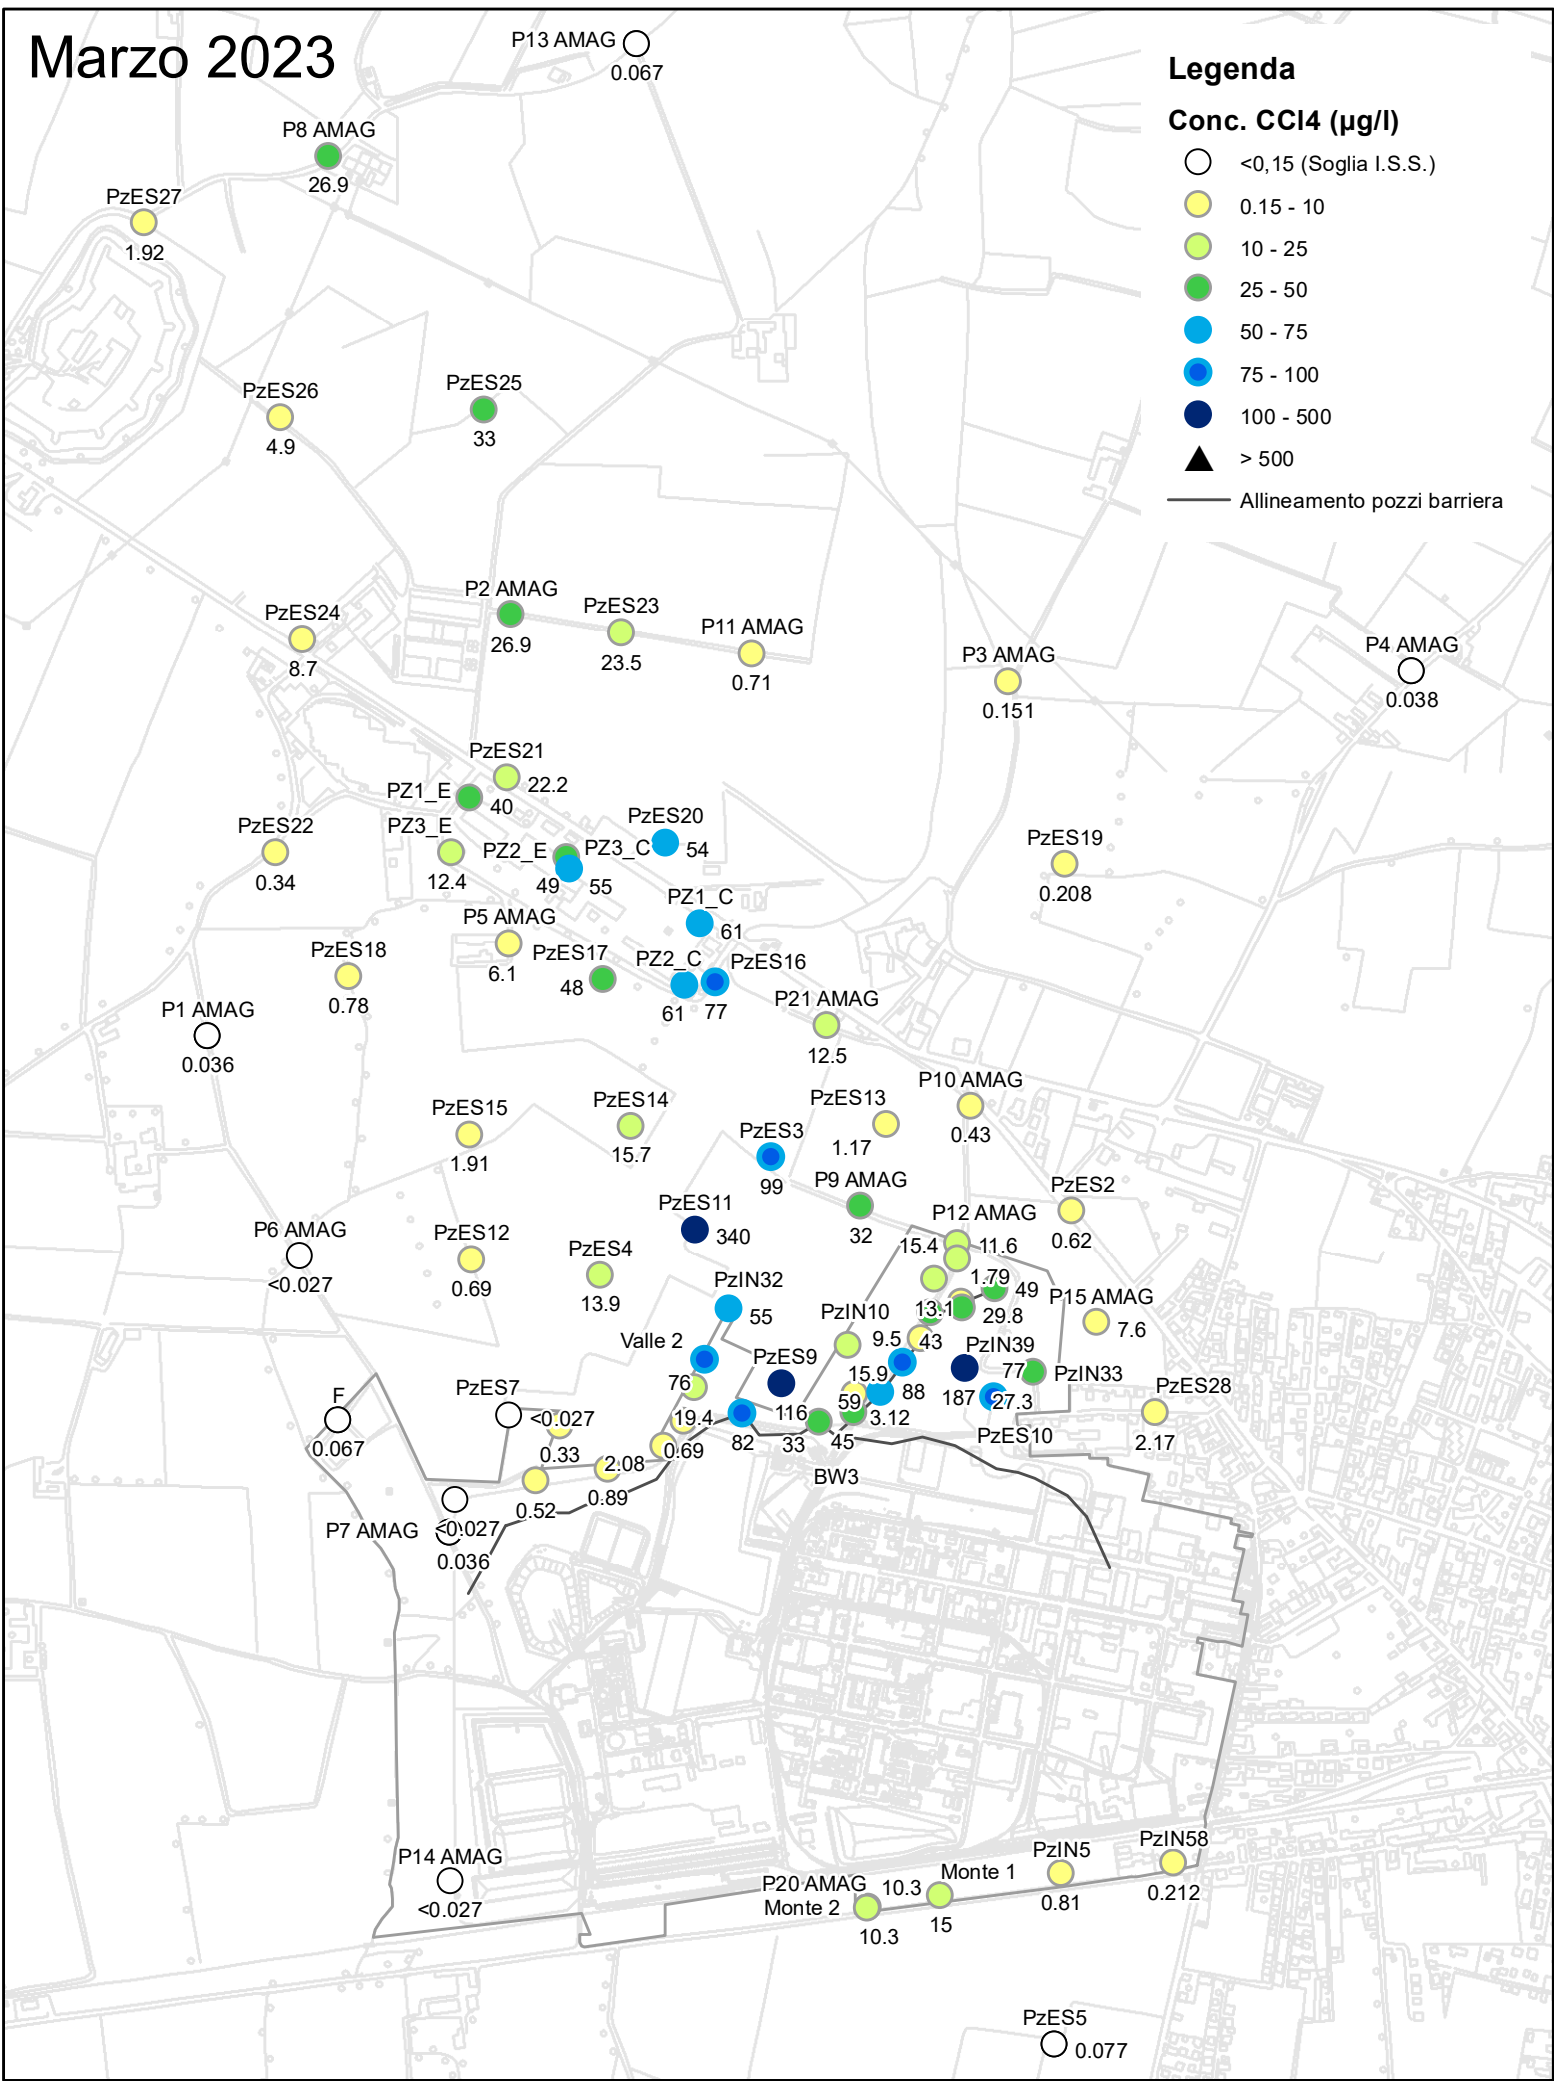 Marzo 2023
P13 AMAG
0.067
Legenda
Conc. CCl4 (µg/l)
<0,15 (Soglia I.S.S.)
0.15 - 10
10 - 25
25 - 50
50 - 75
75 - 100
100 - 500
> 500
Allineamento pozzi barriera
P8 AMAG
26.9
PzES27
1.92
PzES26
4.9
PzES25
33
P2 AMAG
26.9
PzES23
23.5
P11 AMAG
0.71
PzES24
8.7
P3 AMAG
0.151
P4 AMAG
0.038
PzES21
22.2
PZ1_E
40
PzES20
54
PzES22
0.34
PZ3_E
12.4
PZ2_E
49
PZ3_C
55
PzES19
0.208
PZ1_C
61
P5 AMAG
6.1
PzES18
0.78
PzES17
48
PZ2_C
61
PzES16
77
P21 AMAG
12.5
P1 AMAG
0.036
P10 AMAG
0.43
PzES15
1.91
PzES14
15.7
PzES13
1.17
PzES3
99
P9 AMAG
32
PzES2
0.62
PzES11
340
P12 AMAG
15.4
11.6
P6 AMAG
<0.027
PzES12
0.69
PzES4
13.9
1.79
49
13.1
29.8
P15 AMAG
7.6
PzIN32
55
PzIN10
9.5
43
Valle 2
76
PzES9
116
PzIN39
187
77
PzIN33
27.3
PzES10
15.9
88
59
3.12
PzES28
2.17
F
0.067
PzES7
<0.027
0.33
19.4
0.69
82
33
45
BW3
2.08
0.89
0.52
P7 AMAG
<0.027
0.036
P14 AMAG
<0.027
P20 AMAG
10.3
Monte 2
10.3
Monte 1
15
PzIN5
0.81
PzIN58
0.212
PzES5
0.077